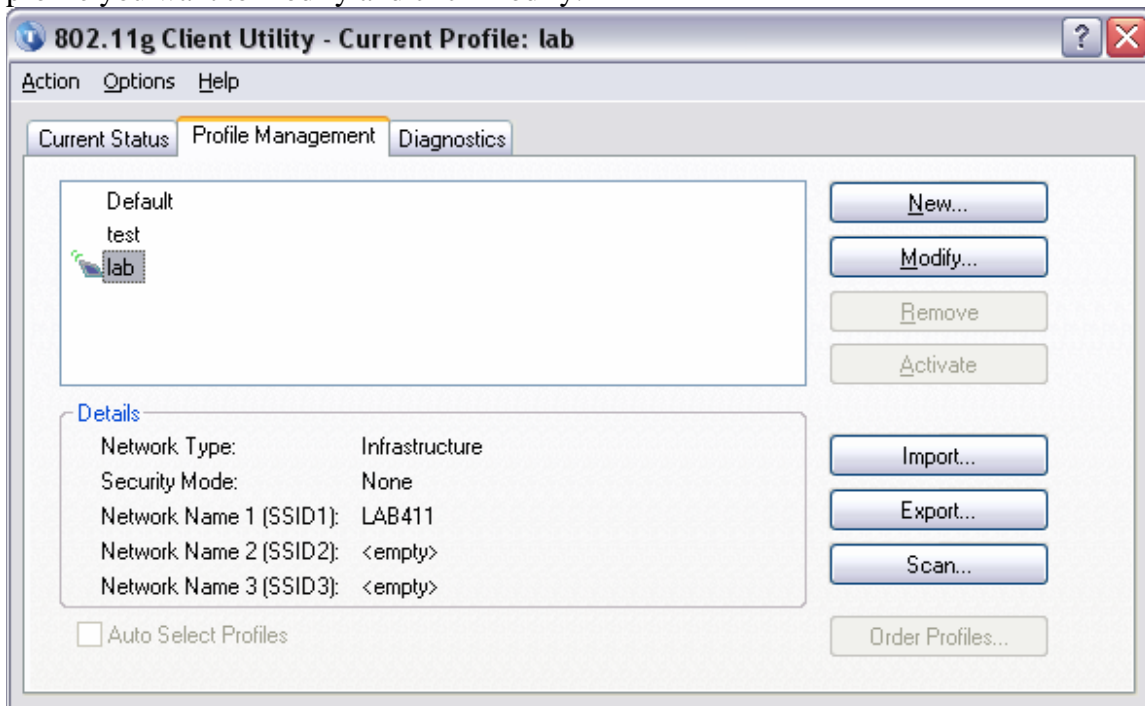 802.11g Client Utility - Current Profile: lab
?
X
Action Options Help
Current Status Profile Management Diagnostics
Default
test
lab
New...
Modify...
Remove
Activate
Details
Network Type: Infrastructure
Security Mode: None
Network Name 1 (SSID1): LAB411
Network Name 2 (SSID2): <empty>
Network Name 3 (SSID3): <empty>
Import...
Export...
Scan...
Auto Select Profiles
Order Profiles...